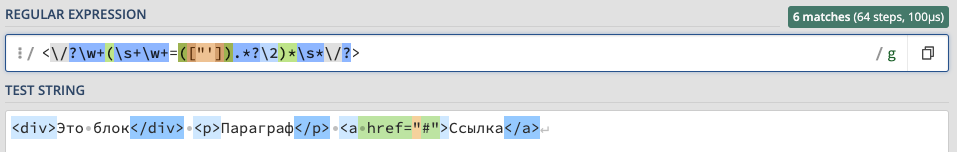 REGULAR EXPRESSION
6 matches (64 steps, 100µs)
/ <\/?\w+(\s+\w+=(["']).*?\2)*\s*\/?> / g
TEST STRING
<div>Это·блок</div>·<p>Параграф</p>·<a·href="#">Ссылка</a>↵